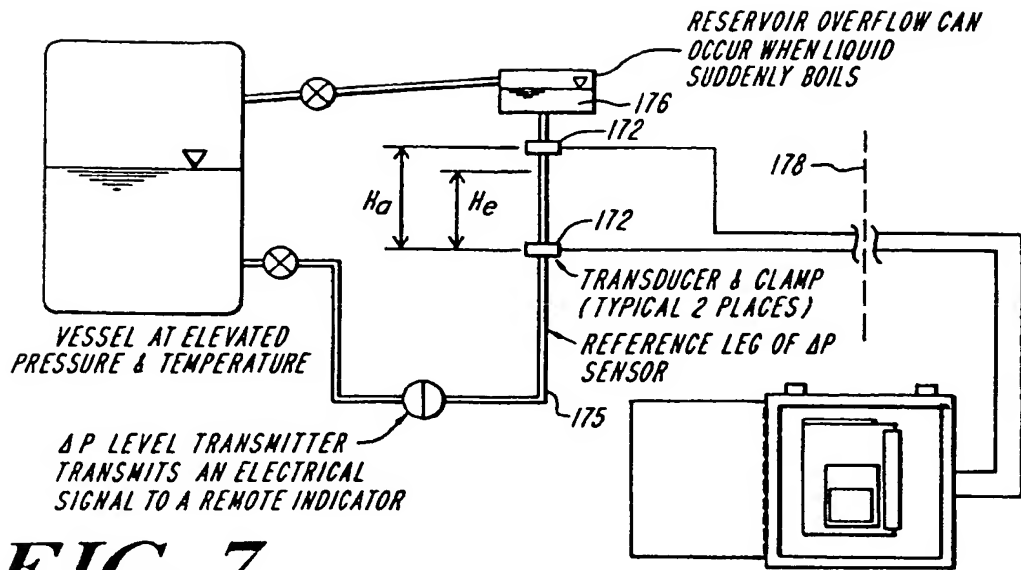 RESERVOIR OVERFLOW CAN
OCCUR WHEN LIQUID
SUDDENLY BOILS
176
172
178
Ha
He
172
TRANSDUCER & CLAMP
(TYPICAL 2 PLACES)
VESSEL AT ELEVATED
PRESSURE & TEMPERATURE
REFERENCE LEG OF ΔP
SENSOR
175
ΔP LEVEL TRANSMITTER
TRANSMITS AN ELECTRICAL
SIGNAL TO A REMOTE INDICATOR
FIG. 7